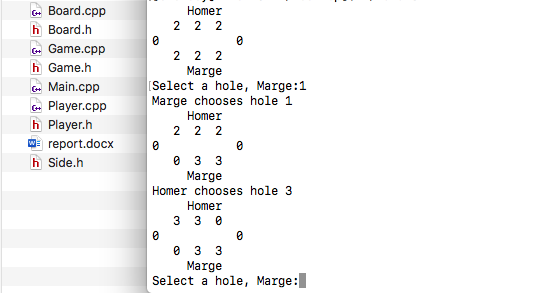 Board.cpp
Board.h
Game.cpp
Game.h
Main.cpp
Player.cpp
Player.h
report.docx
Side.h
Homer
2 2 2
0 0
2 2 2
Marge
[Select a hole, Marge:1
Marge chooses hole 1
Homer
2 2 2
0 0
0 3 3
Marge
Homer chooses hole 3
Homer
3 3 0
0 0
0 3 3
Marge
Select a hole, Marge: